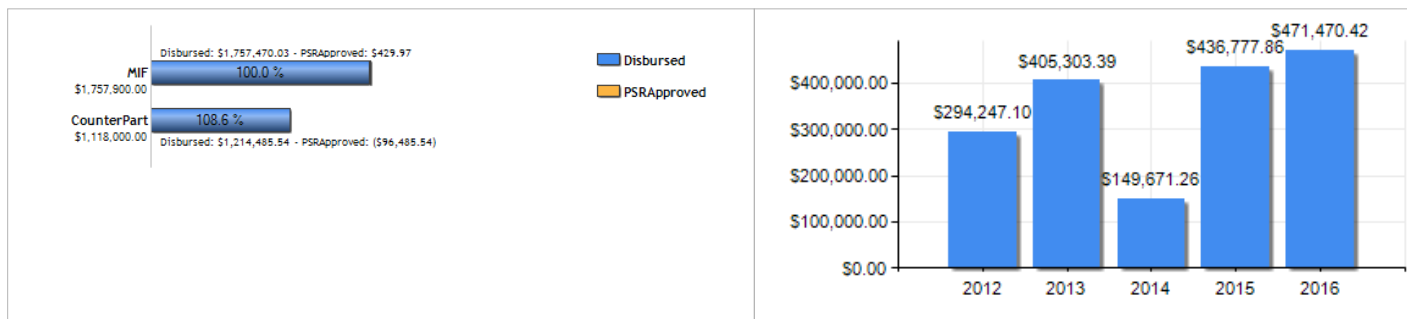 Disbursed: $1,757,470.03 - PSRApproved: $429.97
MIF
$1,757,900.00
100.0 %
CounterPart
$1,118,000.00
108.6 %
Disbursed: $1,214,485.54 - PSRApproved: ($96,485.54)
Disbursed
PSRApproved
$471,470.42
$436,777.86
$405,303.39
$400,000.00
$294,247.10
$300,000.00
$200,000.00
$149,671.26
$100,000.00
$0.00
2012 2013 2014 2015 2016